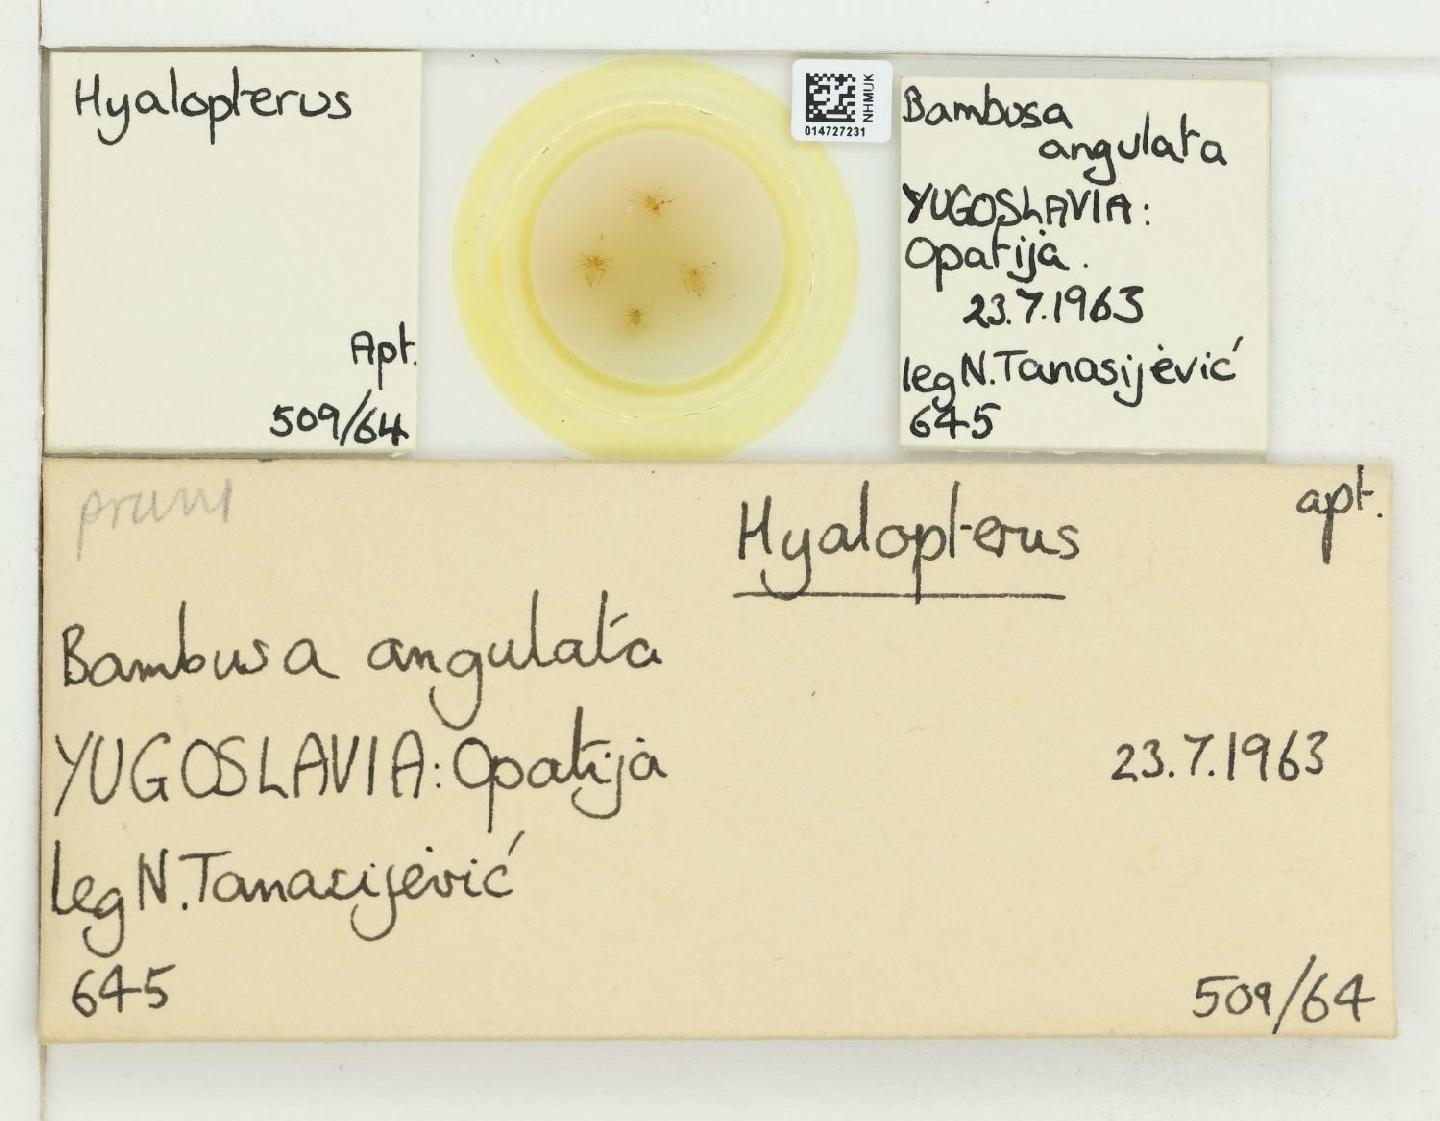 Hyalopterus
Apt.
509/64
NHMUK
014727231
Bambusa
angulata
YUGOSLAVIA:
Opatija.
23.7.1963
leg N. Tanasijević
645
pruni
Hyalopterus
apt.
Bambusa angulata
YUGOSLAVIA: Opatija
23.7.1963
leg N. Tanasijević
645
509/64